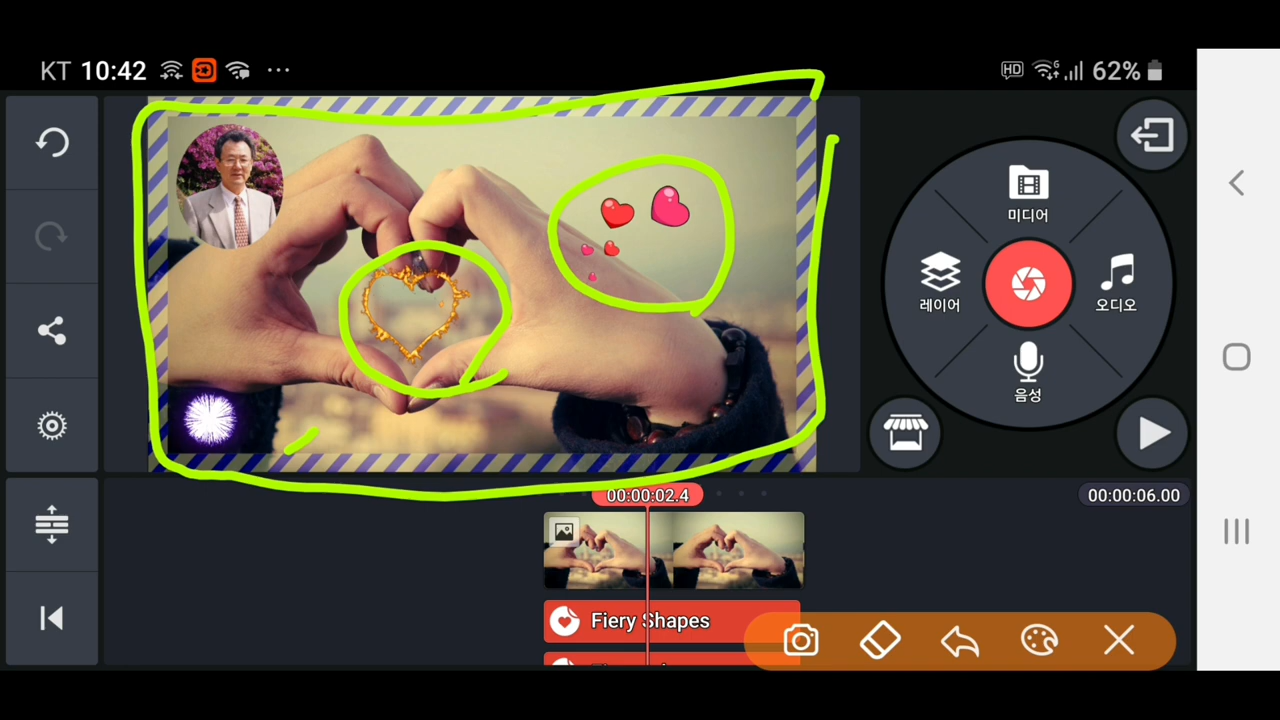 KT 10:42 ...
HD 6 62%
미디어
레이어
오디오
음성
00:00:02.4
00:00:06.00
Fiery Shapes